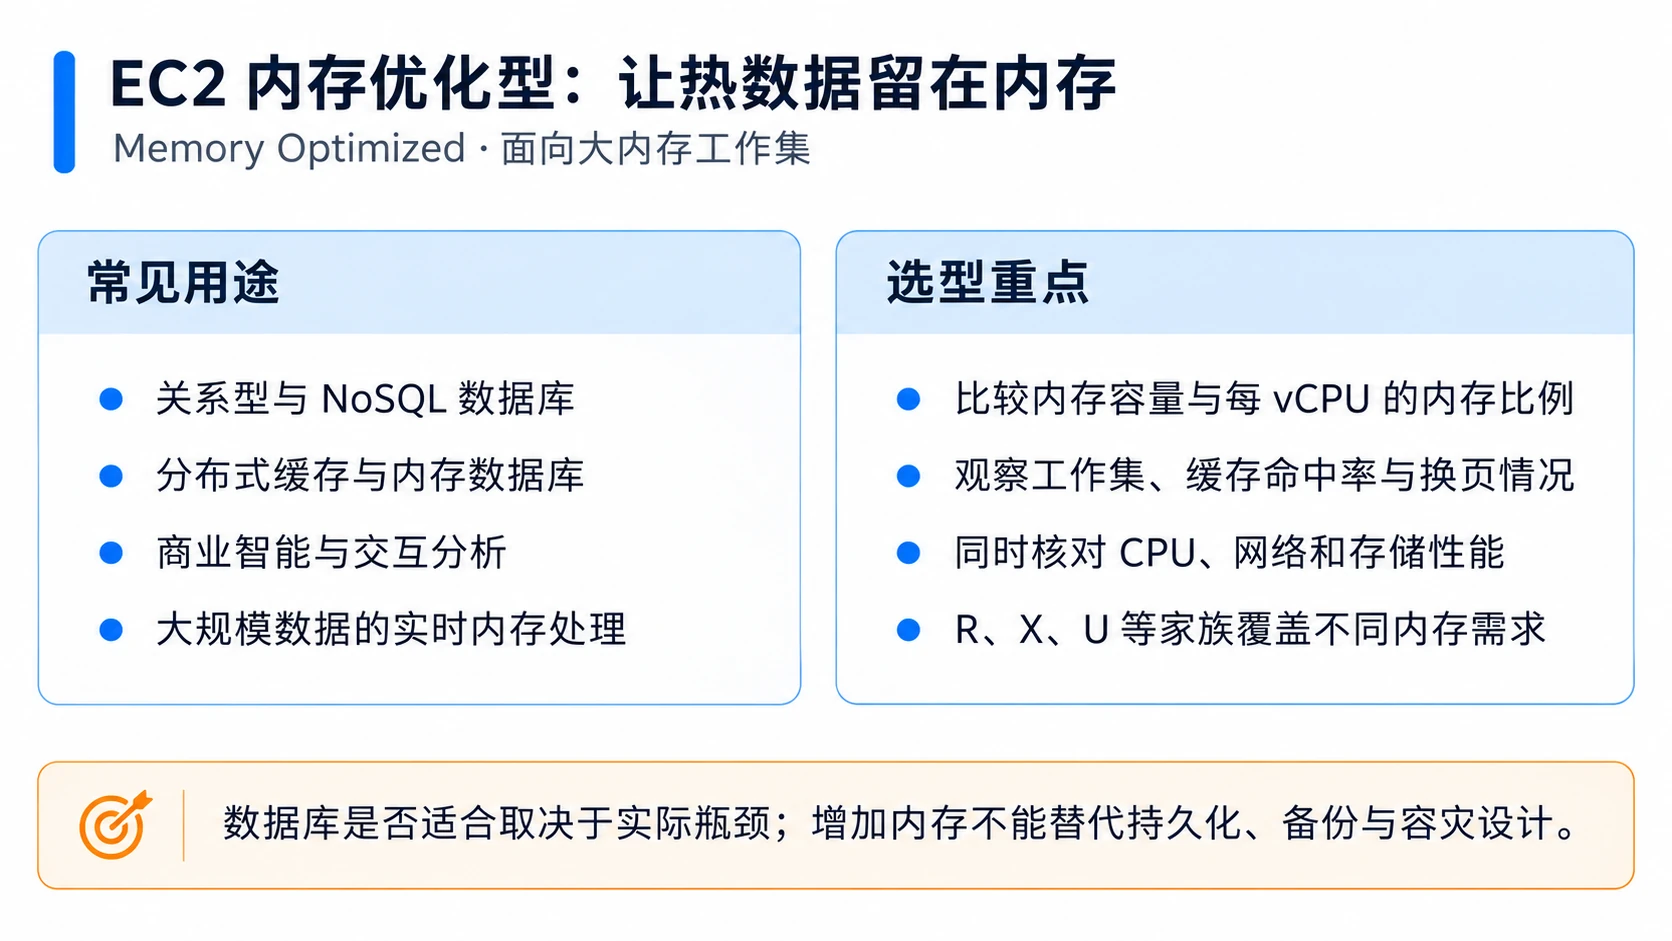 EC2 内存优化型：让热数据留在内存
Memory Optimized · 面向大内存工作集
常见用途
关系型与 NoSQL 数据库
分布式缓存与内存数据库
商业智能与交互分析
大规模数据的实时内存处理
选型重点
比较内存容量与每 vCPU 的内存比例
观察工作集、缓存命中率与换页情况
同时核对 CPU、网络和存储性能
R、X、U 等家族覆盖不同内存需求
数据库是否适合取决于实际瓶颈；增加内存不能替代持久化、备份与容灾设计。